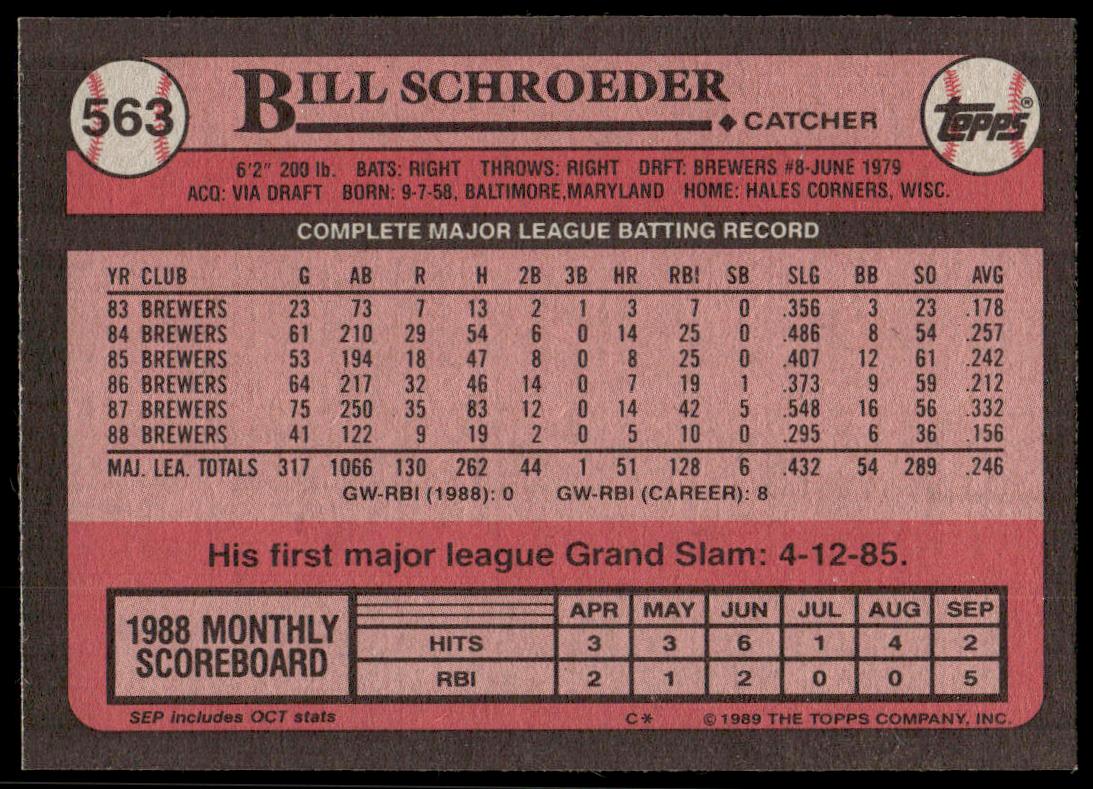 563
BILL SCHROEDER
◆ CATCHER
Topps®
6'2" 200 lb. BATS: RIGHT THROWS: RIGHT DRFT: BREWERS #8-JUNE 1979
ACQ: VIA DRAFT BORN: 9-7-58, BALTIMORE, MARYLAND HOME: HALES CORNERS, WISC.
COMPLETE MAJOR LEAGUE BATTING RECORD
YR CLUB G AB R H 2B 3B HR RBI SB SLG BB SO AVG
83 BREWERS 23 73 7 13 2 1 3 7 0 .356 3 23 .178
84 BREWERS 61 210 29 54 6 0 14 25 0 .486 8 54 .257
85 BREWERS 53 194 18 47 8 0 8 25 0 .407 12 61 .242
86 BREWERS 64 217 32 46 14 0 7 19 1 .373 9 59 .212
87 BREWERS 75 250 35 83 12 0 14 42 5 .548 16 56 .332
88 BREWERS 41 122 9 19 2 0 5 10 0 .295 6 36 .156
MAJ. LEA. TOTALS 317 1066 130 262 44 1 51 128 6 .432 54 289 .246
GW-RBI (1988): 0 GW-RBI (CAREER): 8
His first major league Grand Slam: 4-12-85.
1988 MONTHLY
SCOREBOARD
APR MAY JUN JUL AUG SEP
HITS 3 3 6 1 4 2
RBI 2 1 2 0 0 5
SEP includes OCT stats
C* © 1989 THE TOPPS COMPANY, INC.